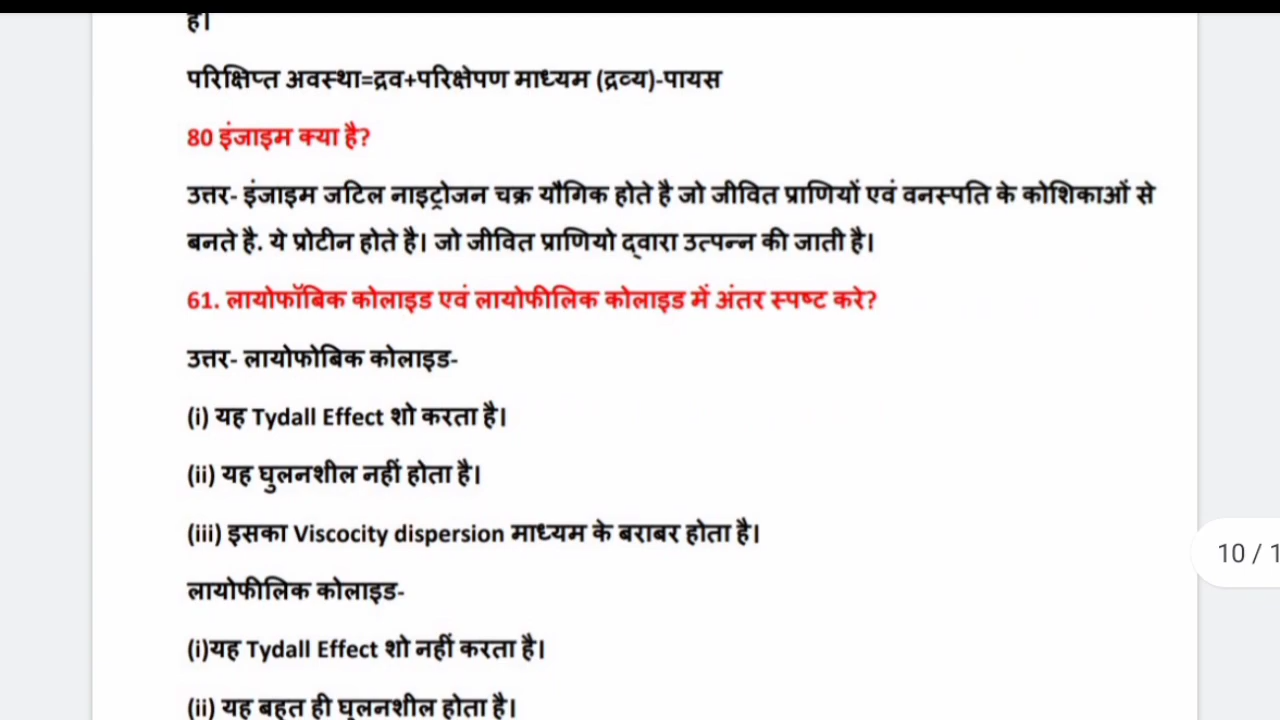 है।
परिक्षिप्त अवस्था=द्रव+परिक्षेपण माध्यम (द्रव्य)-पायस
80 इंजाइम क्या है?
उत्तर- इंजाइम जटिल नाइट्रोजन चक्र यौगिक होते है जो जीवित प्राणियों एवं वनस्पति के कोशिकाओं से
बनते है. ये प्रोटीन होते है। जो जीवित प्राणियो द्वारा उत्पन्न की जाती है।
61. लायोफॉबिक कोलाइड एवं लायोफीलिक कोलाइड में अंतर स्पष्ट करे?
उत्तर- लायोफोबिक कोलाइड-
(i) यह Tydall Effect शो करता है।
(ii) यह घुलनशील नहीं होता है।
(iii) इसका Viscocity dispersion माध्यम के बराबर होता है।
लायोफीलिक कोलाइड-
(i)यह Tydall Effect शो नहीं करता है।
(ii) यह बहुत ही घुलनशील होता है।
10 / 1